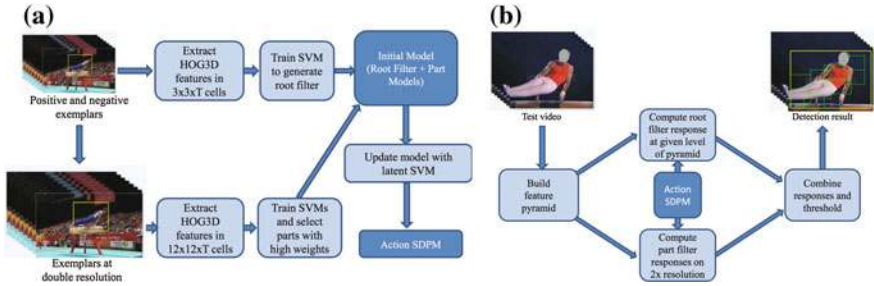 (a)
Positive and negative
exemplars
Extract
HOG3D
features in
3x3xT cells
Train SVM
to generate
root filter
Initial Model
(Root Filter + Part
Models)
Update model with
latent SVM
Action SDPM
Exemplars at
double resolution
Extract
HOG3D
features in
12x12xT cells
Train SVMs
and select
parts with
high weights
(b)
Test video
Build
feature
pyramid
Compute root
filter response
at given level
of pyramid
Action
SDPM
Compute
part filter
responses on
2x resolution
Combine
responses and
threshold
Detection result